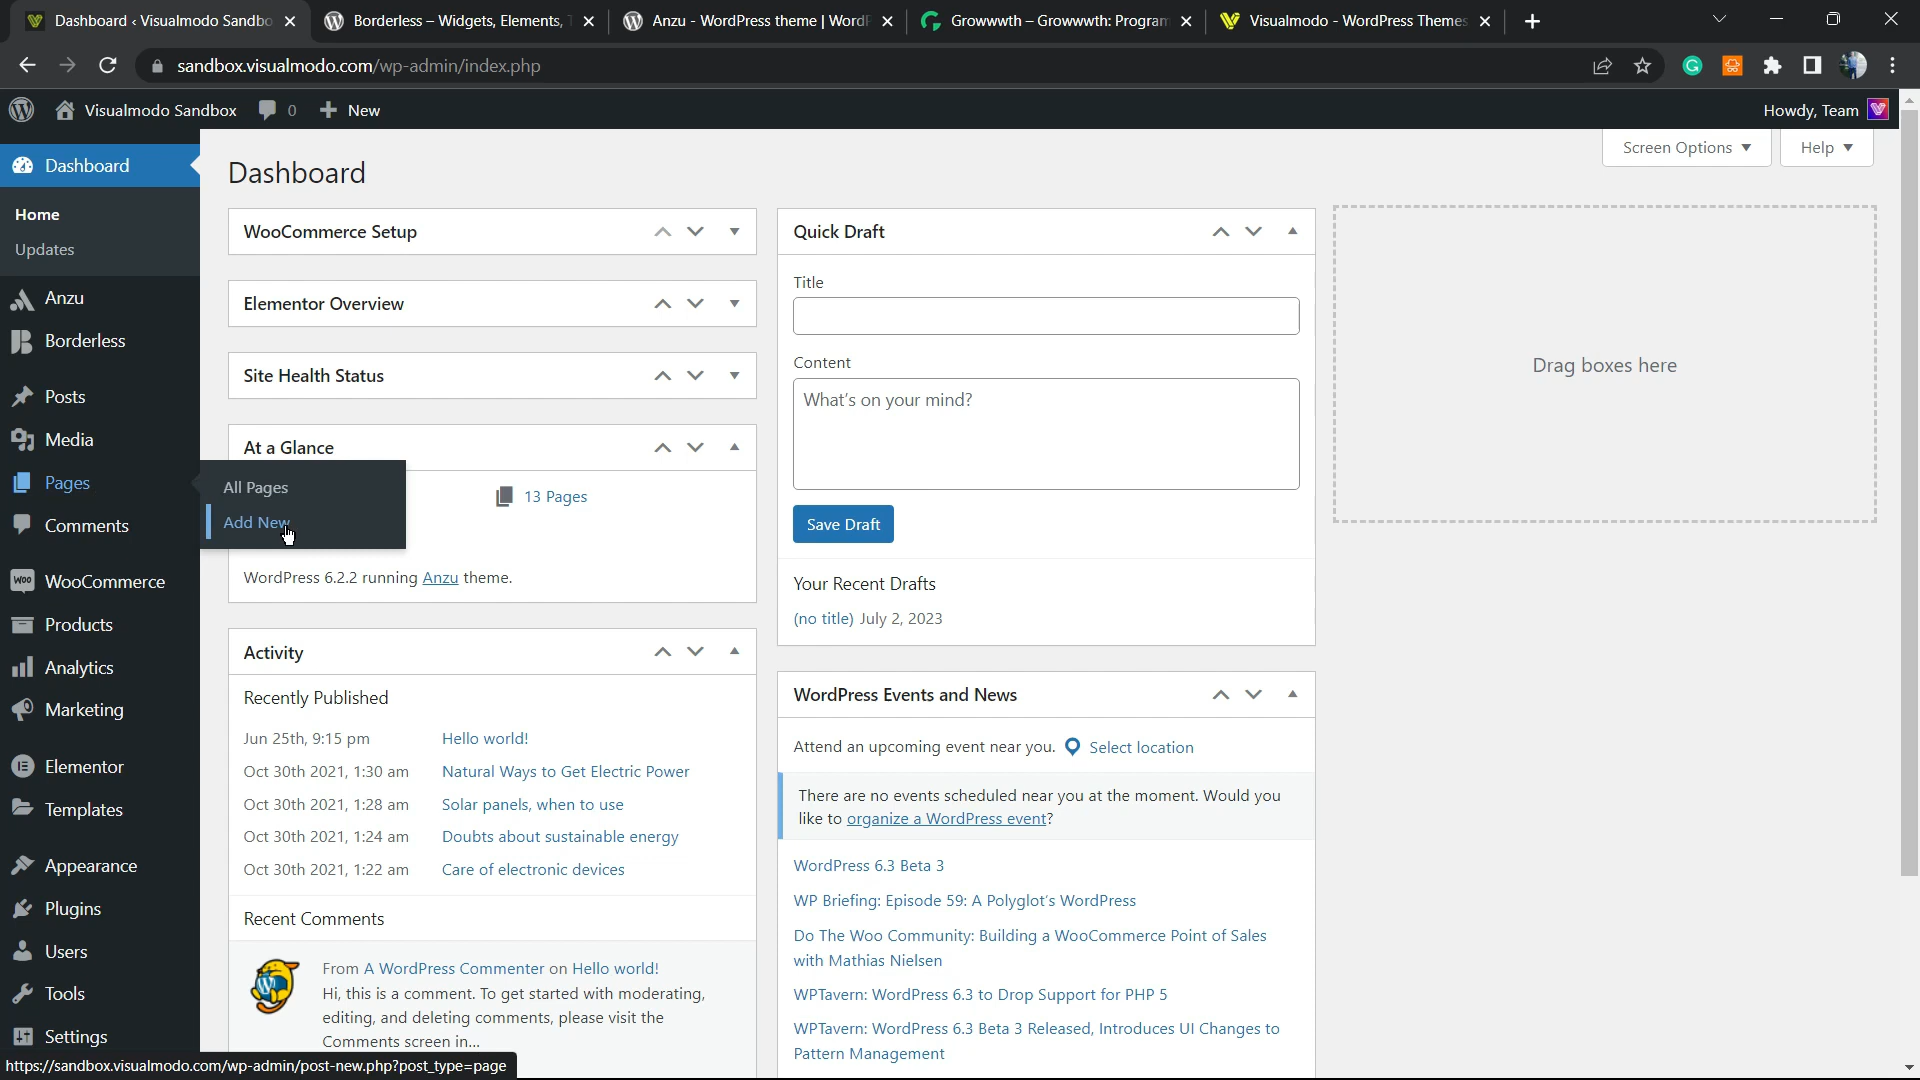 Dashboard ‹ Visualmodo Sandbo
Borderless – Widgets, Elements, T
Anzu - WordPress theme | WordP
Growwwth – Growwwth: Program
Visualmodo - WordPress Themes
sandbox.visualmodo.com/wp-admin/index.php
Visualmodo Sandbox
0
New
Howdy, Team
Dashboard
Home
Updates
Anzu
Borderless
Posts
Media
Pages
Comments
WooCommerce
Products
Analytics
Marketing
Elementor
Templates
Appearance
Plugins
Users
Tools
Settings
All Pages
Add New
Screen Options
Help
Dashboard
WooCommerce Setup
Elementor Overview
Site Health Status
At a Glance
13 Pages
WordPress 6.2.2 running Anzu theme.
Activity
Recently Published
Jun 25th, 9:15 pm Hello world!
Oct 30th 2021, 1:30 am Natural Ways to Get Electric Power
Oct 30th 2021, 1:28 am Solar panels, when to use
Oct 30th 2021, 1:24 am Doubts about sustainable energy
Oct 30th 2021, 1:22 am Care of electronic devices
Recent Comments
From A WordPress Commenter on Hello world!
Hi, this is a comment. To get started with moderating,
editing, and deleting comments, please visit the
Comments screen in...
Quick Draft
Title
Content
What's on your mind?
Save Draft
Your Recent Drafts
(no title) July 2, 2023
WordPress Events and News
Attend an upcoming event near you. Select location
There are no events scheduled near you at the moment. Would you
like to organize a WordPress event?
WordPress 6.3 Beta 3
WP Briefing: Episode 59: A Polyglot's WordPress
Do The Woo Community: Building a WooCommerce Point of Sales
with Mathias Nielsen
WPTavern: WordPress 6.3 to Drop Support for PHP 5
WPTavern: WordPress 6.3 Beta 3 Released, Introduces UI Changes to
Pattern Management
Drag boxes here
https://sandbox.visualmodo.com/wp-admin/post-new.php?post_type=page